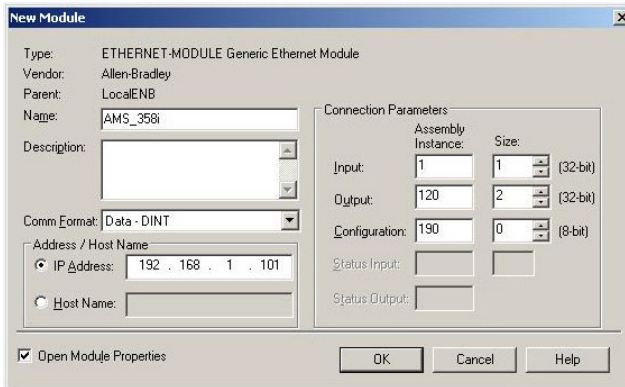 New Module
Type: ETHERNET-MODULE Generic Ethernet Module
Vendor: Allen-Bradley
Parent: LocalENB
Name: AMS_358i
Description:
Comm Format: Data - DINT
Address / Host Name
IP Address: 192 . 168 . 1 . 101
Host Name:
Connection Parameters
Assembly Instance: Size:
Input: 1 1 (32-bit)
Output: 120 2 (32-bit)
Configuration: 190 0 (8-bit)
Status Input:
Status Output:
Open Module Properties
OK Cancel Help